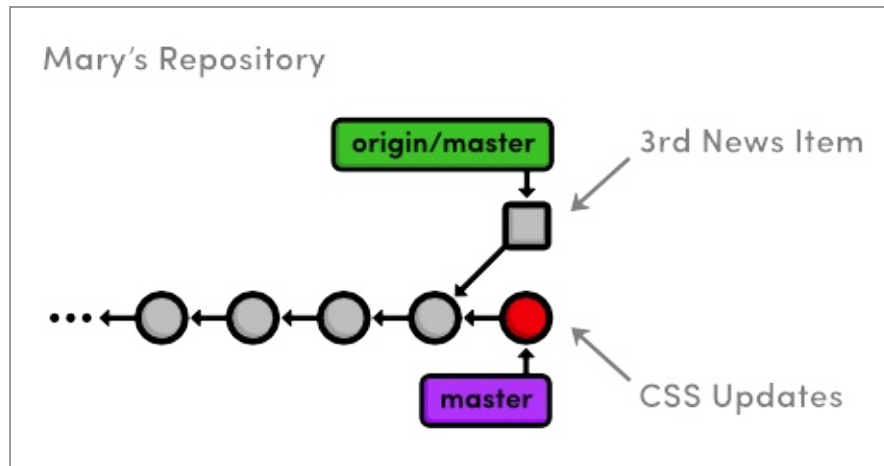 Mary's Repository
origin/master
3rd News Item
master
CSS Updates